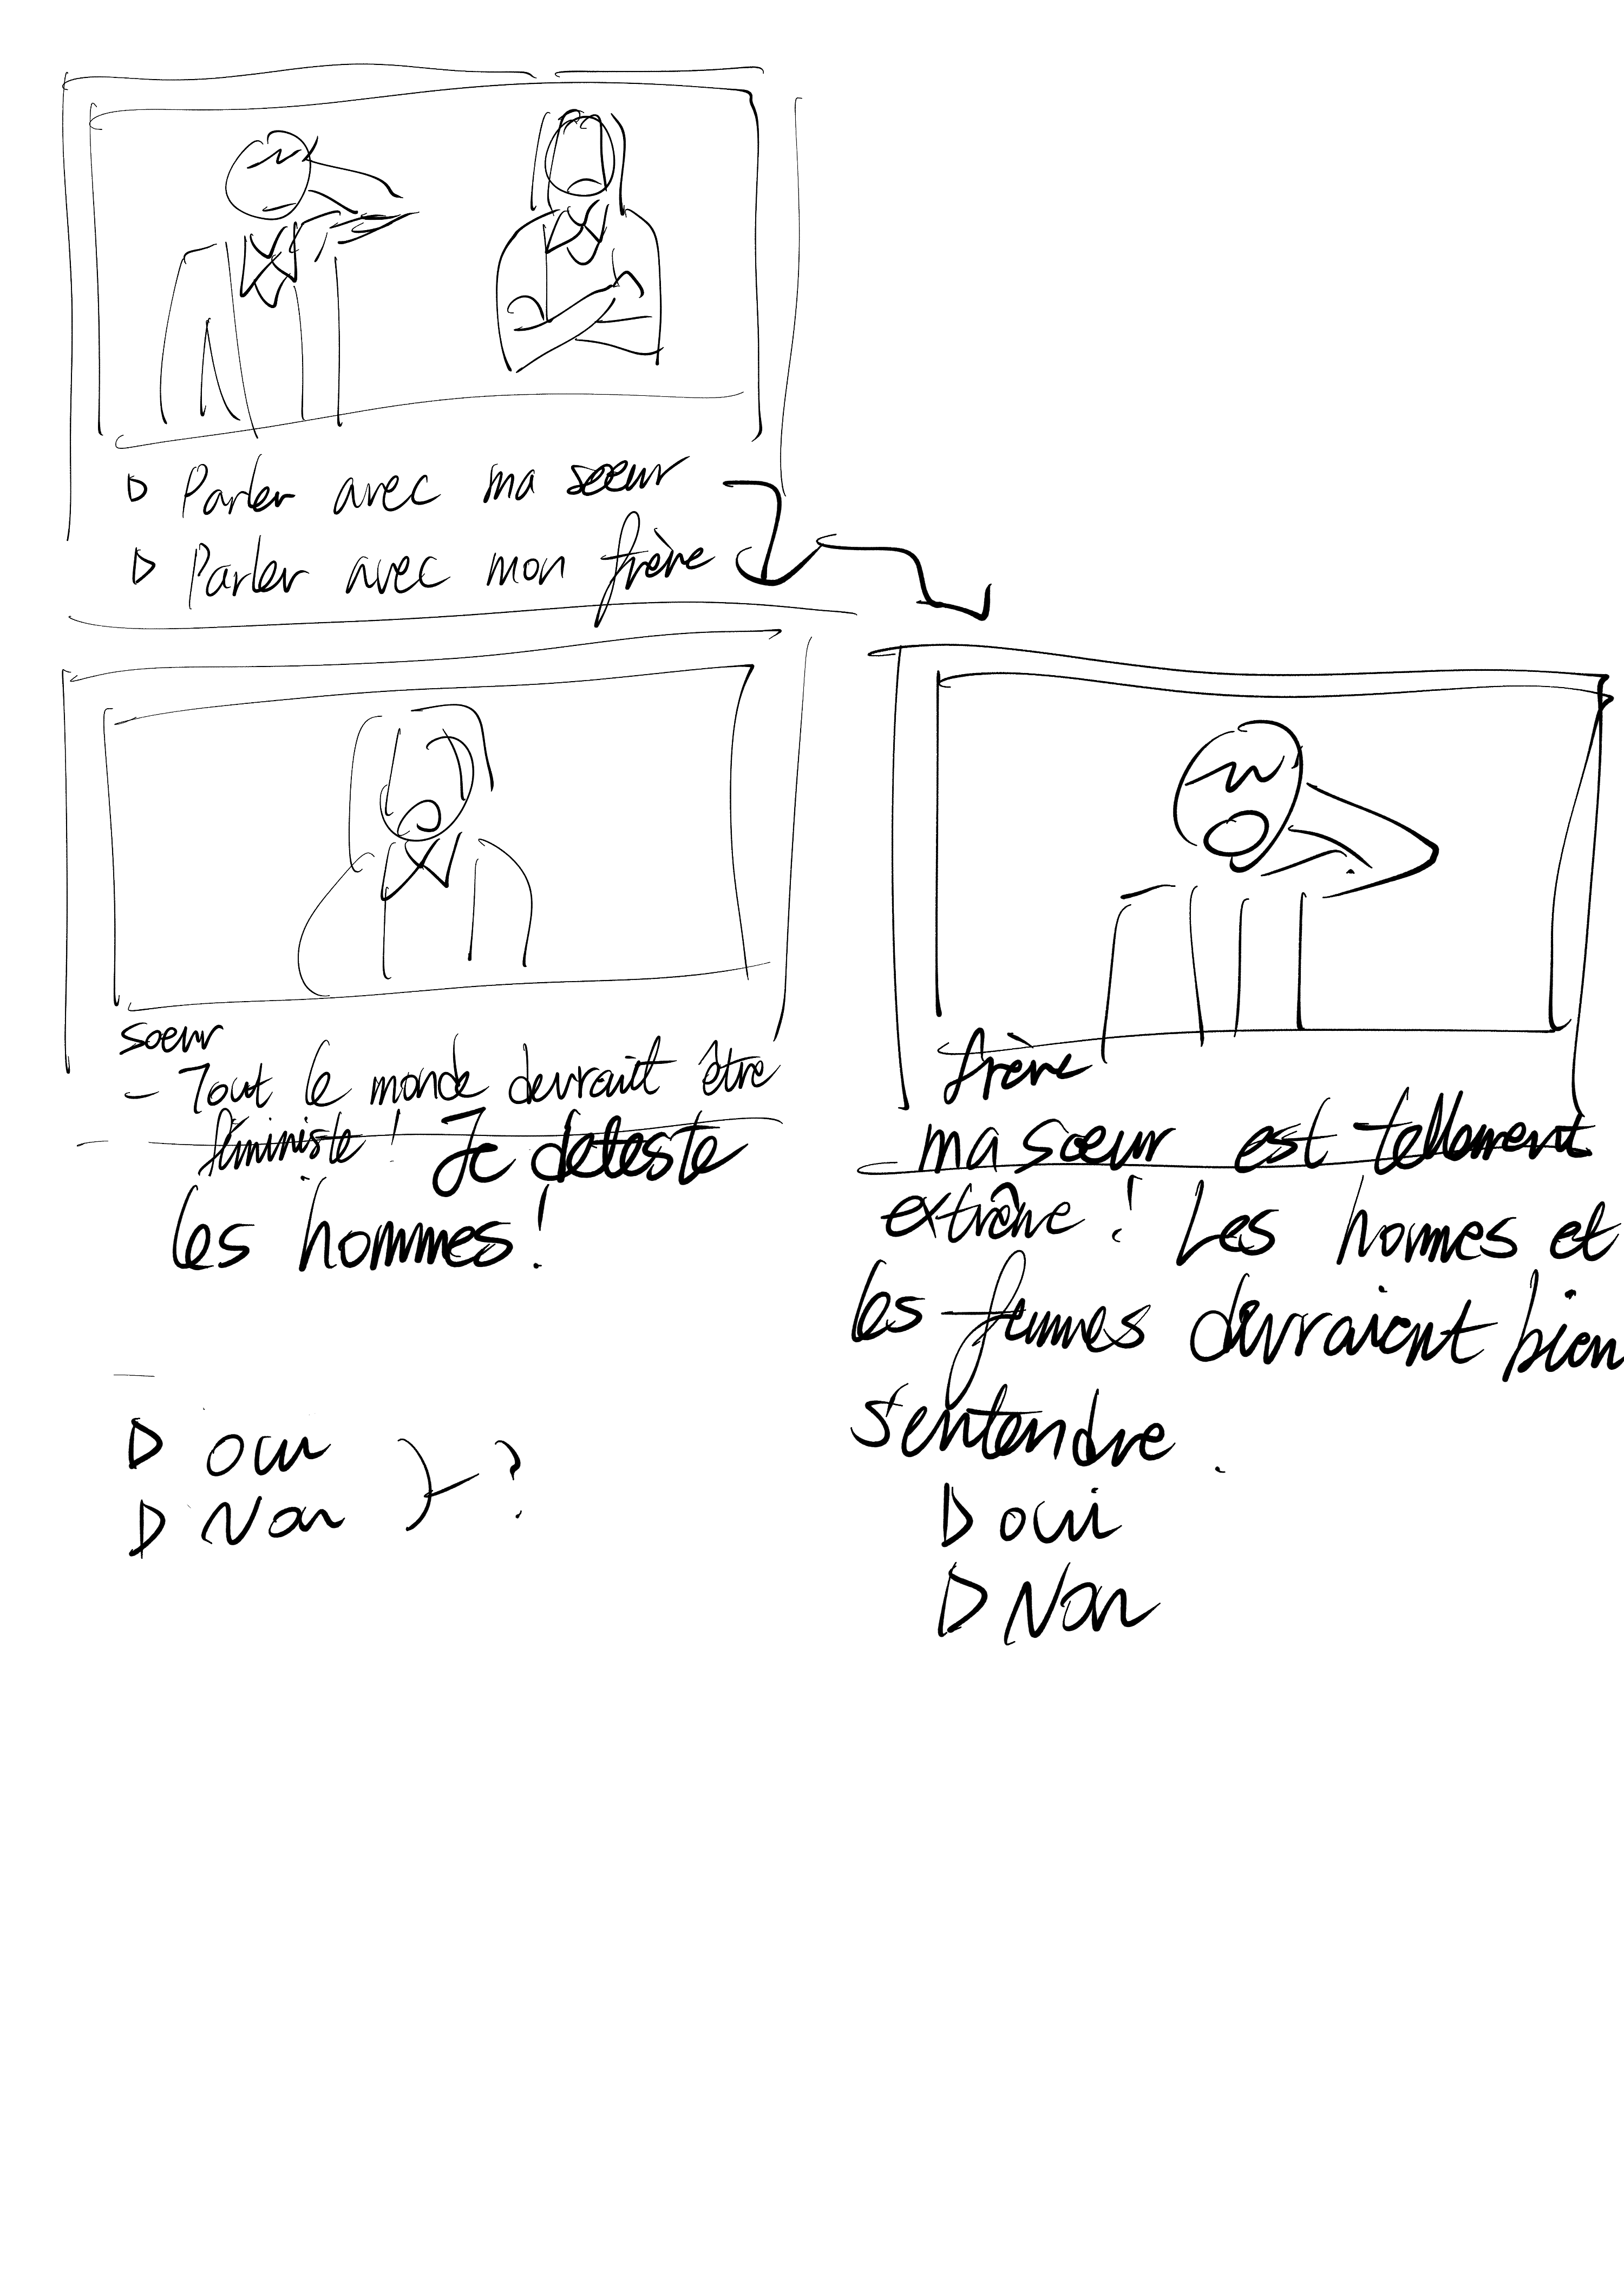 Parler avec ma soeur
Parler avec mon frère
soeur
- Tout le monde devrait être
féministe ! Je deteste
les hommes !
Oui
Non
?
frère
ma soeur est tellement
extrême ! Les hommes et
les femmes devraient bien
s'entendre.
oui
Non